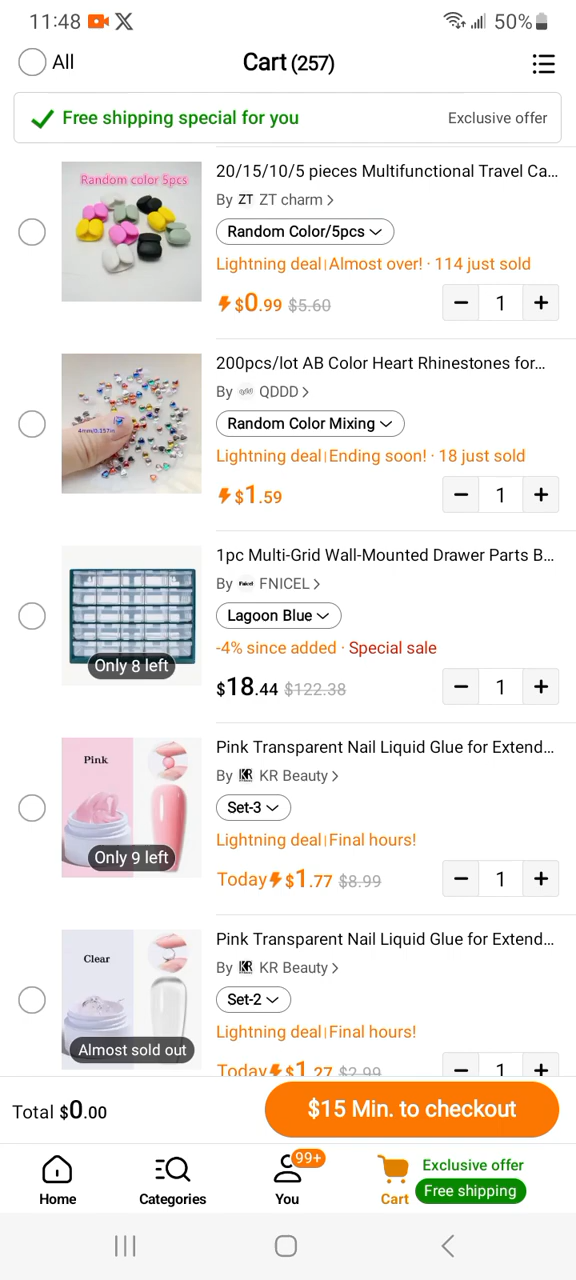 11:48
50%
All
Cart (257)
Free shipping special for you
Exclusive offer
Random color 5pcs
20/15/10/5 pieces Multifunctional Travel Ca...
By ZT ZT charm >
Random Color/5pcs
Lightning deal | Almost over! · 114 just sold
$0.99 $5.60
− 1 +
4mm/0.157in
200pcs/lot AB Color Heart Rhinestones for...
By QDDD >
Random Color Mixing
Lightning deal | Ending soon! · 18 just sold
$1.59
− 1 +
Only 8 left
1pc Multi-Grid Wall-Mounted Drawer Parts B...
By Fnicel FNICEL >
Lagoon Blue
-4% since added · Special sale
$18.44 $122.38
− 1 +
Pink
Only 9 left
Pink Transparent Nail Liquid Glue for Extend...
By KR KR Beauty >
Set-3
Lightning deal | Final hours!
Today $1.77 $8.99
− 1 +
Clear
Almost sold out
Pink Transparent Nail Liquid Glue for Extend...
By KR KR Beauty >
Set-2
Lightning deal | Final hours!
Today $1.27 $2.99
− 1 +
Total $0.00
$15 Min. to checkout
99+
Exclusive offer
Free shipping
Home
Categories
You
Cart